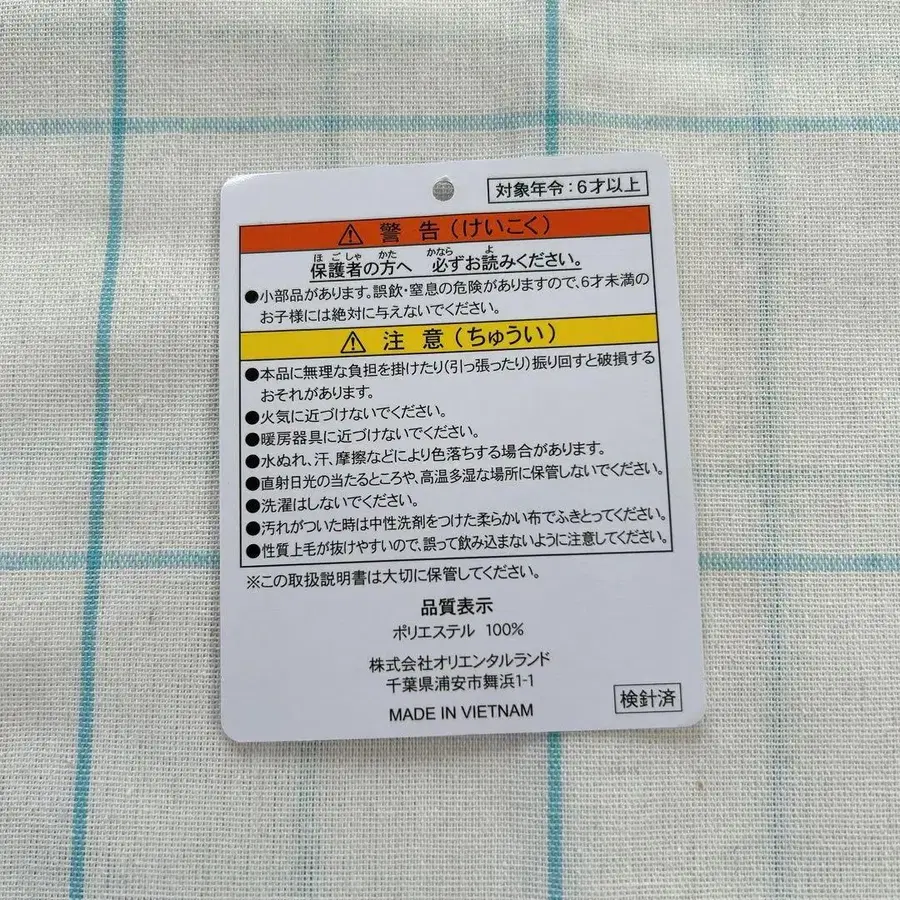 対象年令:6才以上
⚠ 警 告(けいこく)
ほ ご しゃ かた かなら よ
保護者の方へ 必ずお読みください。
●小部品があります。誤飲・窒息の危険がありますので、6才未満の
お子様には絶対に与えないでください。
⚠ 注 意(ちゅうい)
●本品に無理な負担を掛けたり(引っ張ったり)振り回すと破損する
おそれがあります。
●火気に近づけないでください。
●暖房器具に近づけないでください。
●水ぬれ、汗、摩擦などにより色落ちする場合があります。
●直射日光の当たるところや、高温多湿な場所に保管しないでください。
●洗濯はしないでください。
●汚れがついた時は中性洗剤をつけた柔らかい布でふきとってください。
●性質上毛が抜けやすいので、誤って飲み込まないように注意してください。
※この取扱説明書は大切に保管してください。
品質表示
ポリエステル 100%
株式会社オリエンタルランド
千葉県浦安市舞浜1-1
MADE IN VIETNAM
検針済